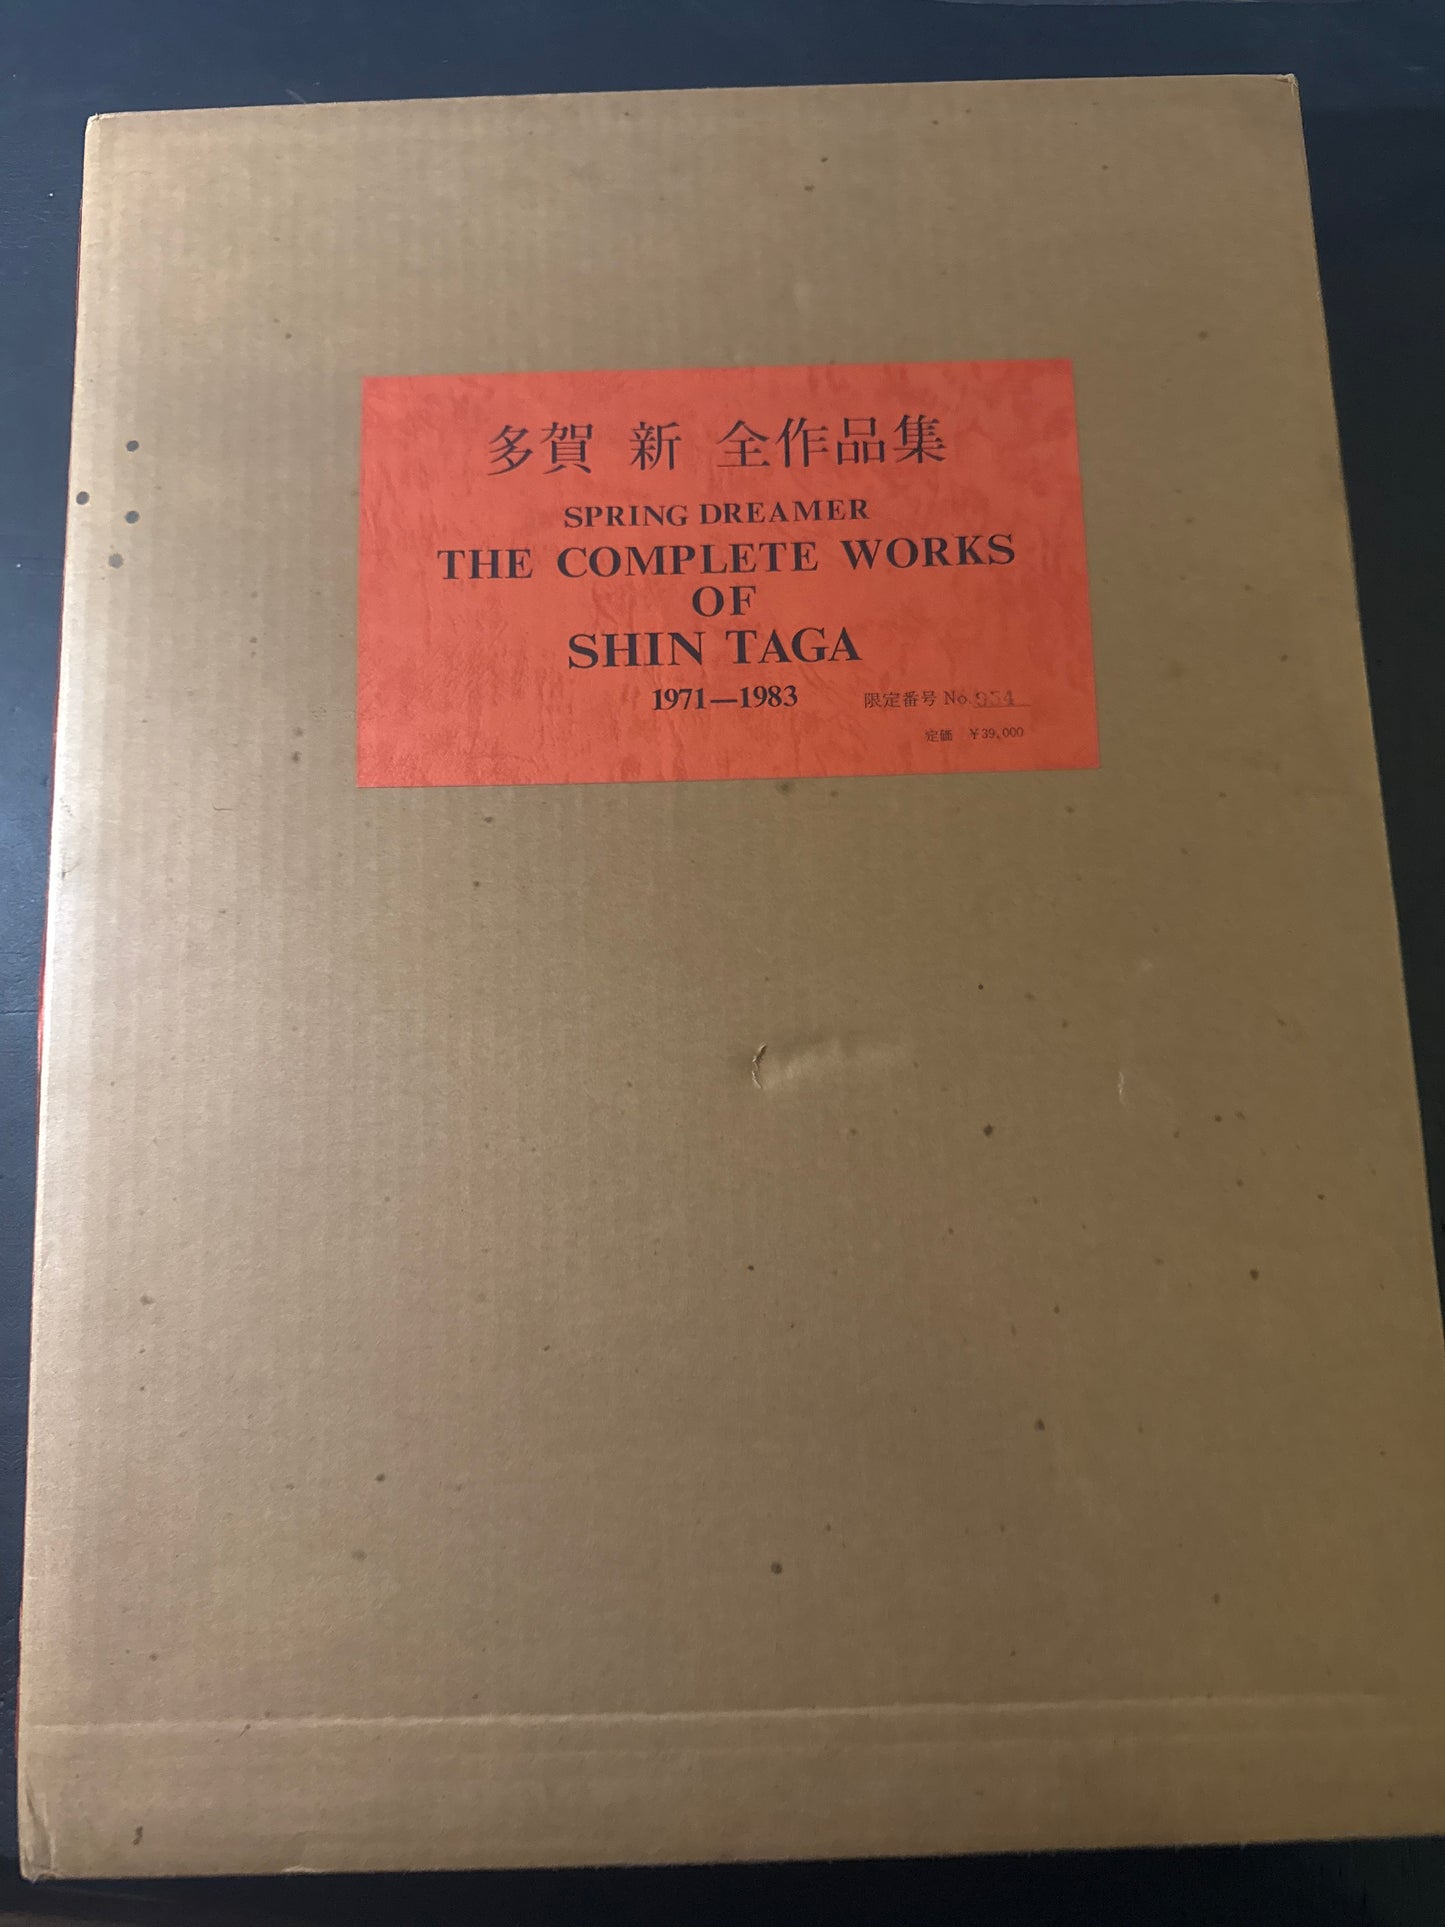 多賀 新 全作品集
SPRING DREAMER
THE COMPLETE WORKS
OF
SHIN TAGA
1971—1983
限定番号 No. 954
定価 ¥39,000